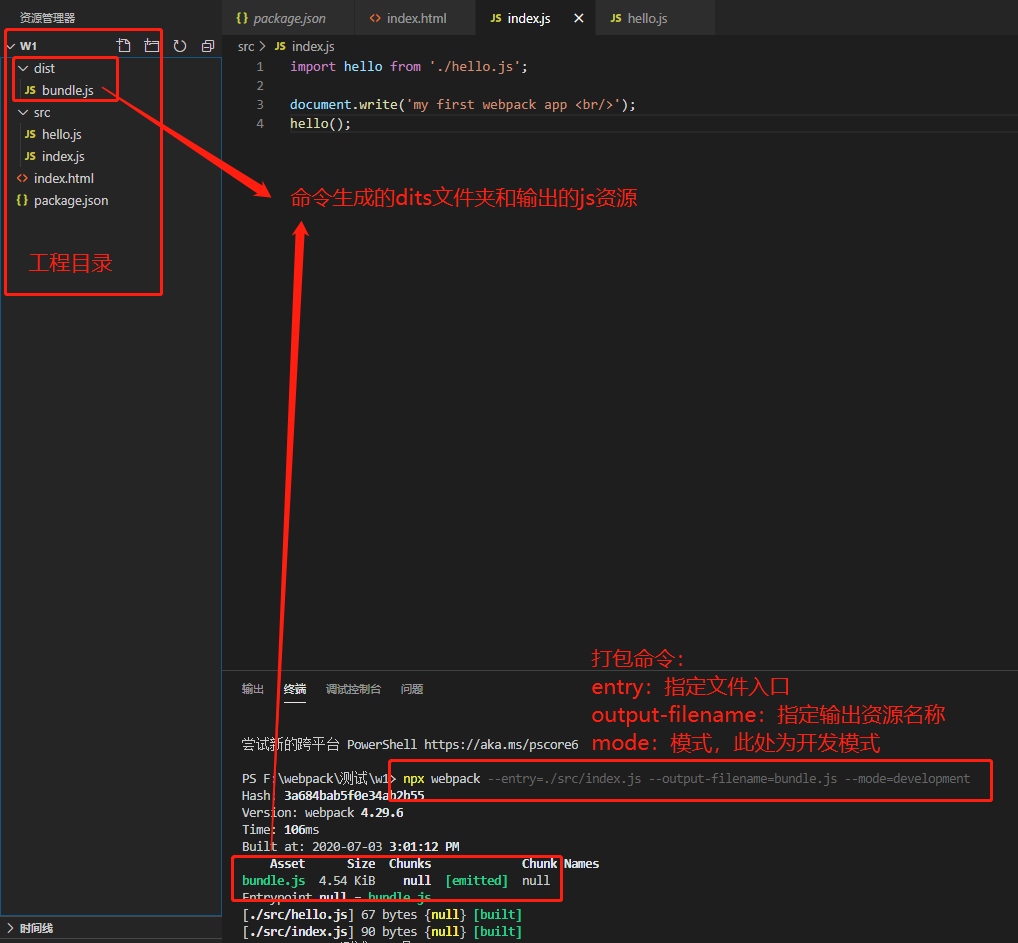 资源管理器
{} package.json
<> index.html
JS index.js ×
JS hello.js
W1
src > JS index.js
dist
JS bundle.js
src
JS hello.js
JS index.js
<> index.html
{} package.json
工程目录
1 import hello from './hello.js';
2
3 document.write('my first webpack app <br/>');
4 hello();
命令生成的dits文件夹和输出的js资源
打包命令：
entry：指定文件入口
output-filename：指定输出资源名称
mode：模式，此处为开发模式
输出 终端 调试控制台 问题
尝试新的跨平台 PowerShell https://aka.ms/pscore6
PS F:\webpack\测试\w1> npx webpack --entry=./src/index.js --output-filename=bundle.js --mode=development
Hash: 3a684bab5f0e34ab2b55
Version: webpack 4.29.6
Time: 106ms
Built at: 2020-07-03 3:01:12 PM
Asset Size Chunks Chunk Names
bundle.js 4.54 KiB null [emitted] null
Entrypoint null = bundle.js
[./src/hello.js] 67 bytes {null} [built]
[./src/index.js] 90 bytes {null} [built]
时间线